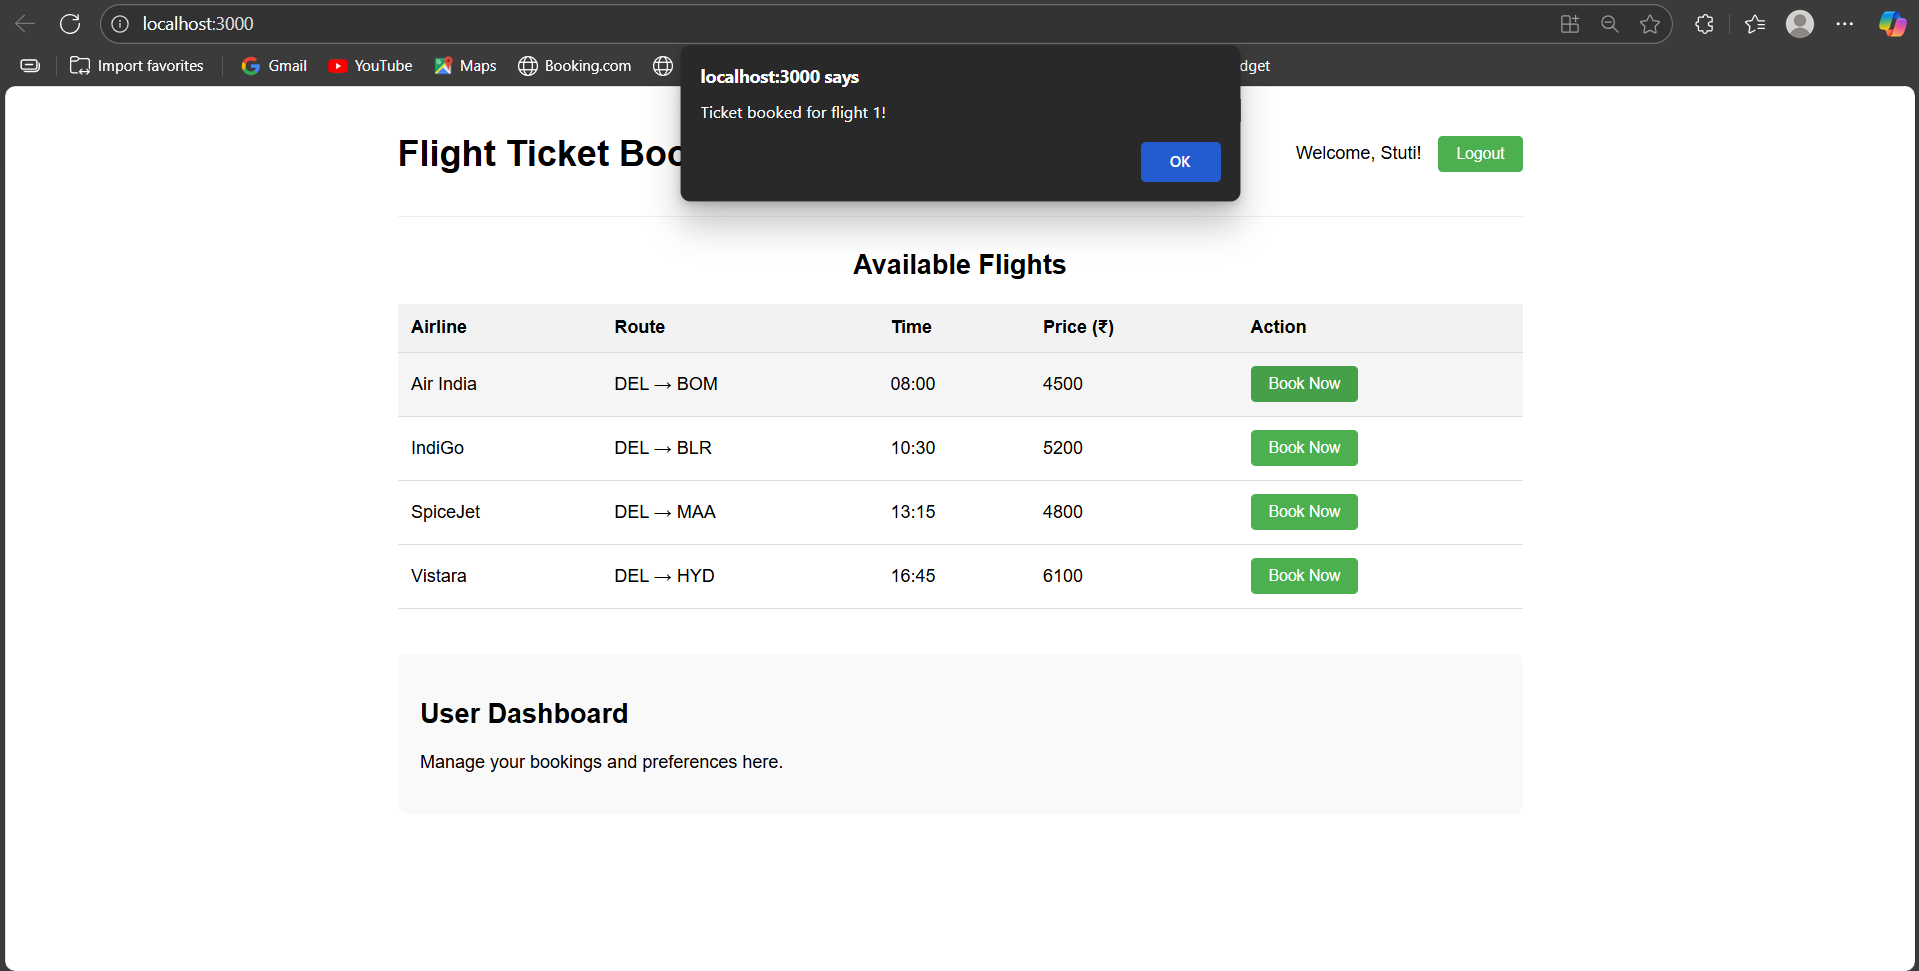 localhost:3000
Import favorites Gmail YouTube Maps Booking.com
localhost:3000 says
Ticket booked for flight 1!
OK
Flight Ticket
Welcome, Stuti! Logout
Available Flights
Airline Route Time Price (₹) Action
Air India DEL → BOM 08:00 4500 Book Now
IndiGo DEL → BLR 10:30 5200 Book Now
SpiceJet DEL → MAA 13:15 4800 Book Now
Vistara DEL → HYD 16:45 6100 Book Now
User Dashboard
Manage your bookings and preferences here.